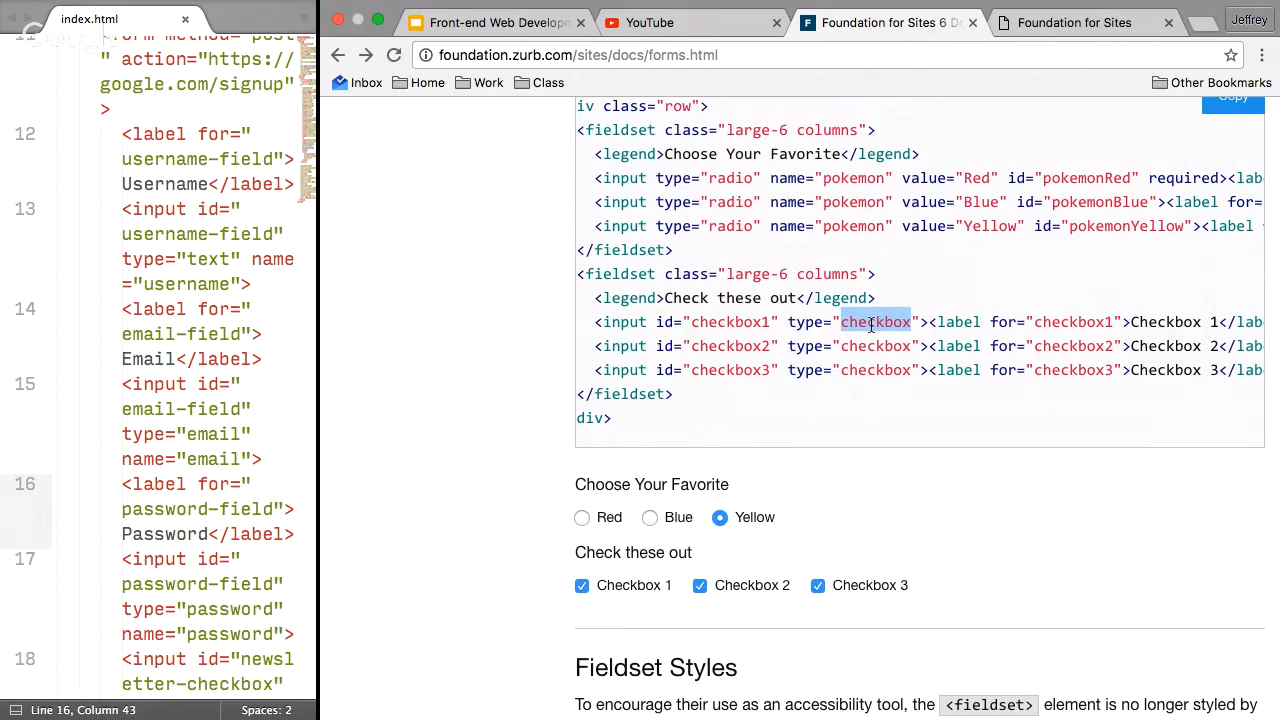 index.html
Front-end Web Developm
YouTube
Foundation for Sites 6 Do
Foundation for Sites
Jeffrey
foundation.zurb.com/sites/docs/forms.html
Inbox
Home
Work
Class
Other Bookmarks
Google
11
<form method="post
" action="https://
google.com/signup"
>
12
<label for="
username-field">
Username</label>
13
<input id="
username-field"
type="text" name
="username">
14
<label for="
email-field">
Email</label>
15
<input id="
email-field"
type="email"
name="email">
16
<label for="
password-field">
Password</label>
17
<input id="
password-field"
type="password"
name="password">
18
<input id="newsl
etter-checkbox"
Line 16, Column 43
Spaces: 2
Copy
iv class="row">
<fieldset class="large-6 columns">
<legend>Choose Your Favorite</legend>
<input type="radio" name="pokemon" value="Red" id="pokemonRed" required><lab
<input type="radio" name="pokemon" value="Blue" id="pokemonBlue"><label for=
<input type="radio" name="pokemon" value="Yellow" id="pokemonYellow"><label
</fieldset>
<fieldset class="large-6 columns">
<legend>Check these out</legend>
<input id="checkbox1" type="checkbox"><label for="checkbox1">Checkbox 1</lab
<input id="checkbox2" type="checkbox"><label for="checkbox2">Checkbox 2</lab
<input id="checkbox3" type="checkbox"><label for="checkbox3">Checkbox 3</lab
</fieldset>
div>
Choose Your Favorite
Red Blue Yellow
Check these out
Checkbox 1 Checkbox 2 Checkbox 3
Fieldset Styles
To encourage their use as an accessibility tool, the <fieldset> element is no longer styled by